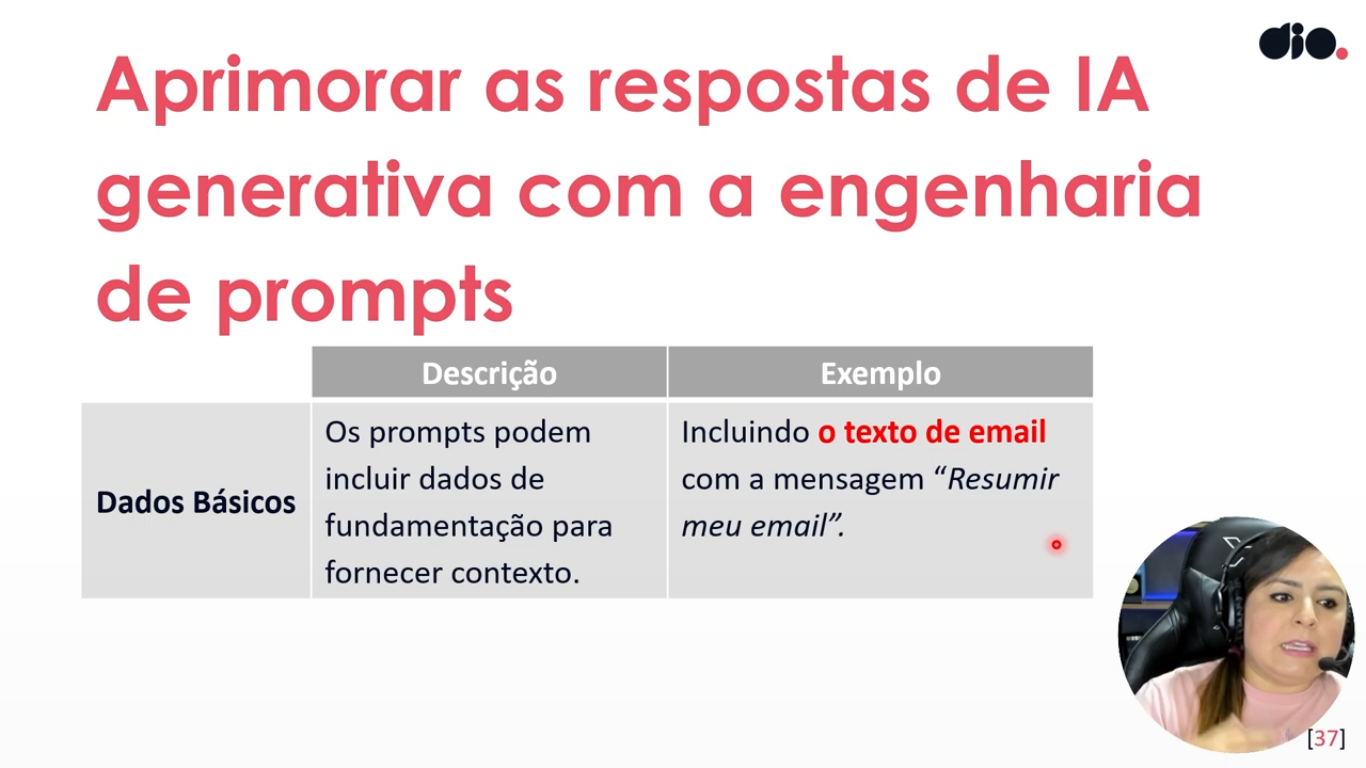 dio.
Aprimorar as respostas de IA
generativa com a engenharia
de prompts
Descrição
Exemplo
Dados Básicos
Os prompts podem
incluir dados de
fundamentação para
fornecer contexto.
Incluindo o texto de email
com a mensagem “Resumir
meu email”.
[37]